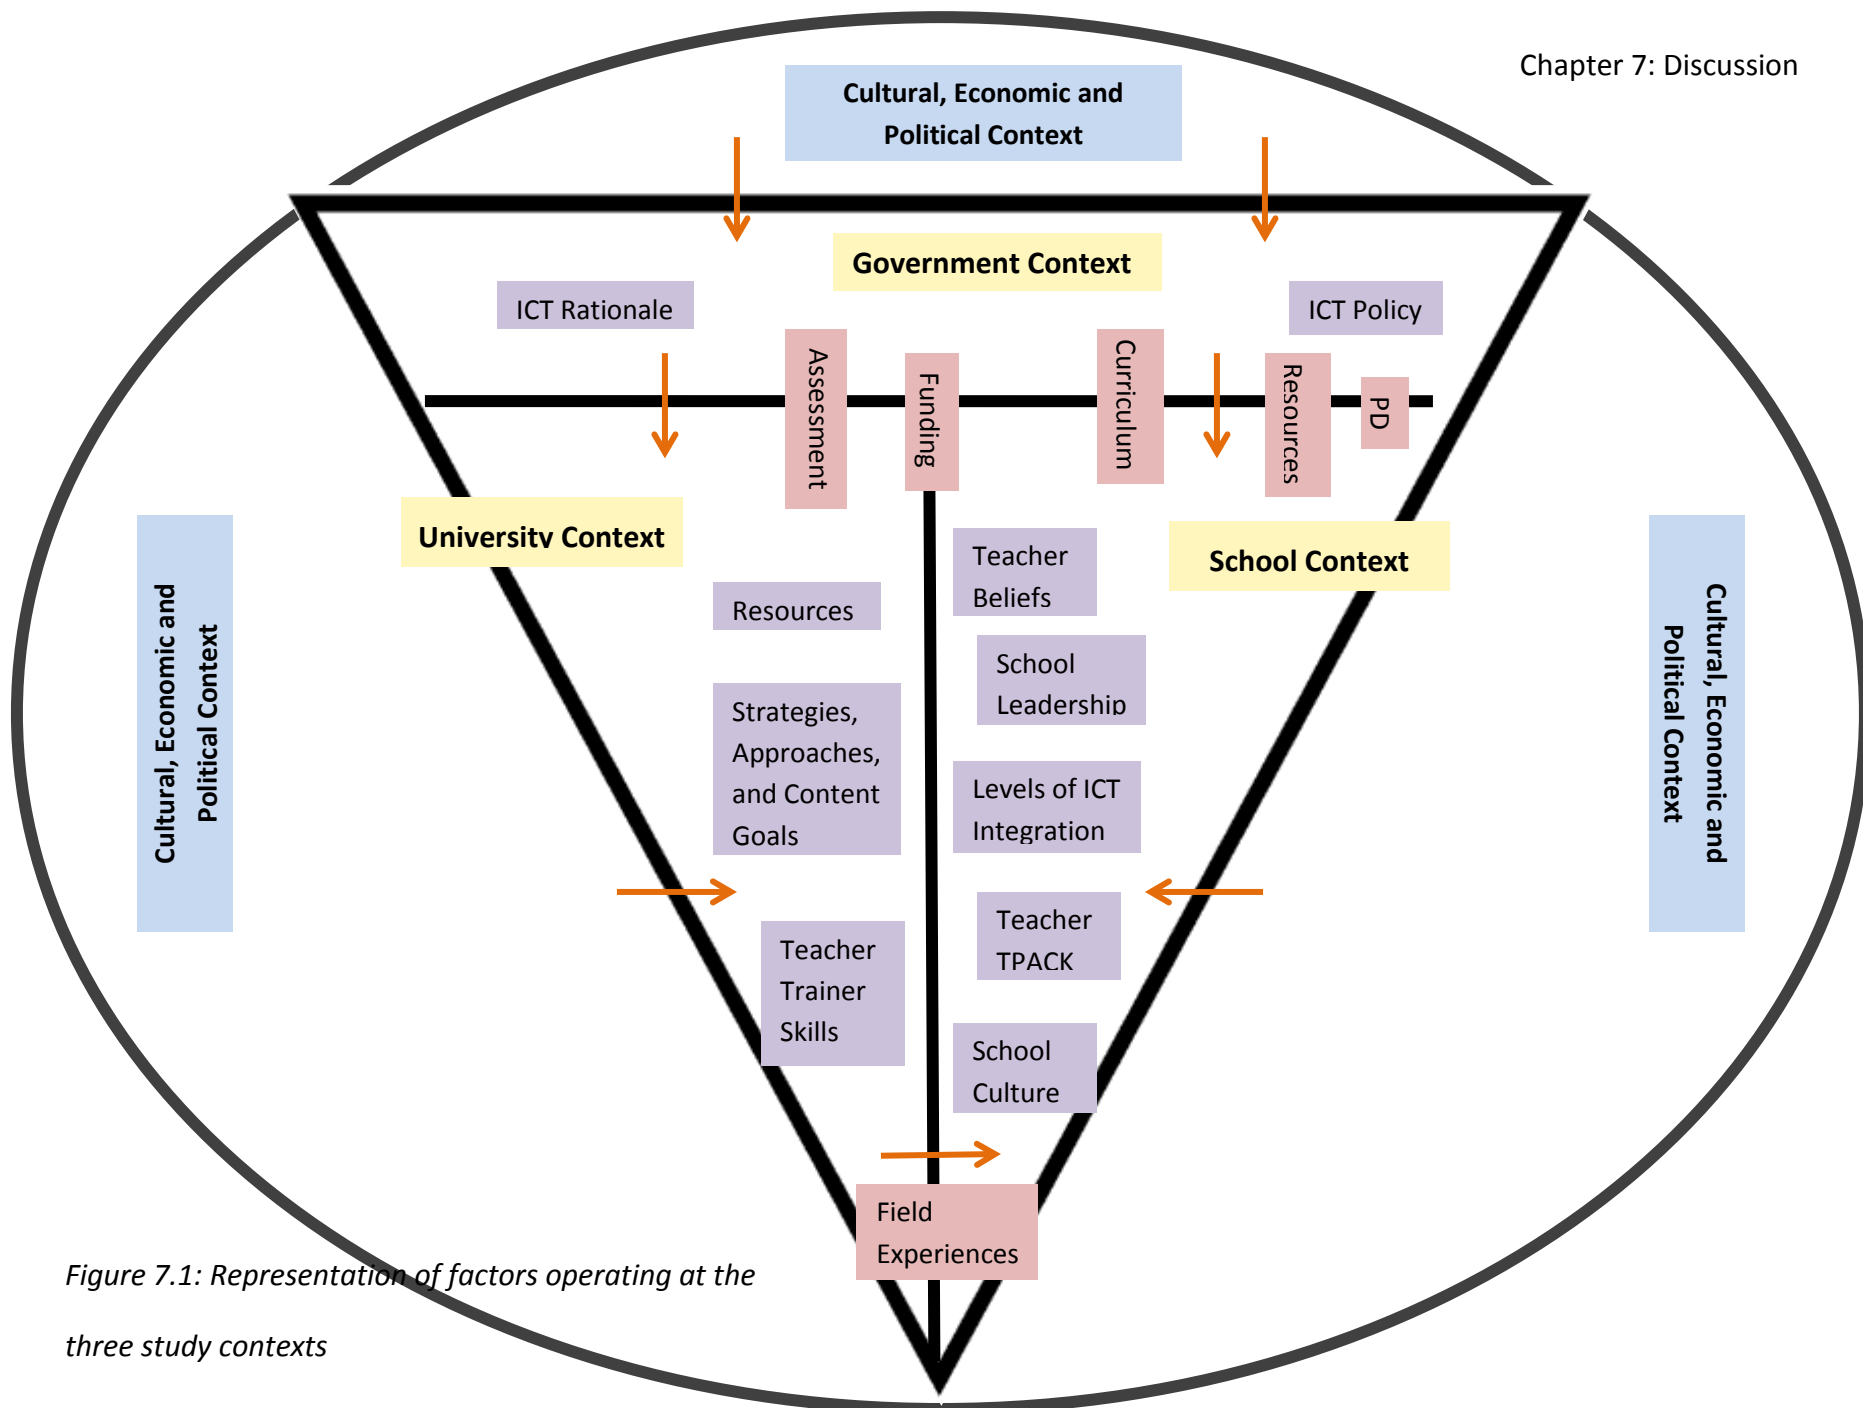 Chapter 7: Discussion
Cultural, Economic and
Political Context
Government Context
ICT Rationale
ICT Policy
Assessment
Funding
Curriculum
Resources
PD
University Context
School Context
Cultural, Economic and
Political Context
Resources
Strategies,
Approaches,
and Content
Goals
Teacher
Trainer
Skills
Teacher
Beliefs
School
Leadership
Levels of ICT
Integration
Teacher
TPACK
School
Culture
Cultural, Economic and
Political Context
Field
Experiences
Figure 7.1: Representation of factors operating at the
three study contexts